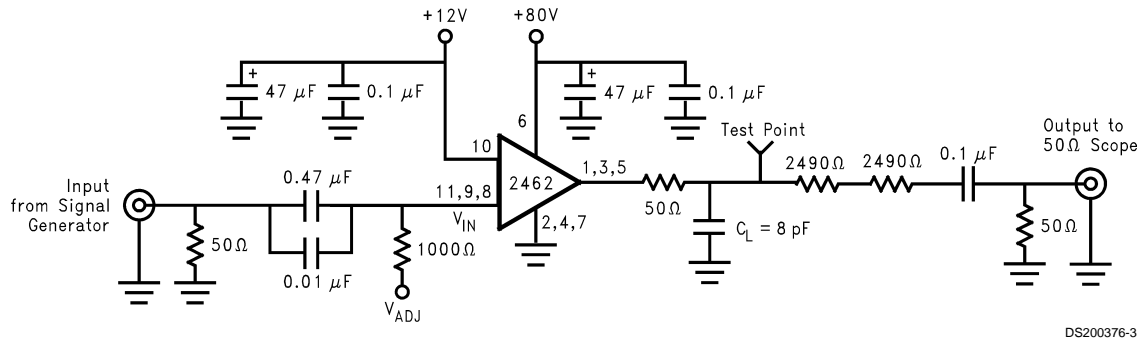 +12V
+80V
+
47 μF
0.1 μF
+
47 μF
0.1 μF
6
10
2462
1,3,5
Test Point
2490Ω
2490Ω
0.1 μF
Output to
50Ω Scope
Input
from Signal
Generator
0.47 μF
11,9,8
V_IN
2,4,7
50Ω
C_L = 8 pF
50Ω
50Ω
1000Ω
0.01 μF
V_ADJ
DS200376-3